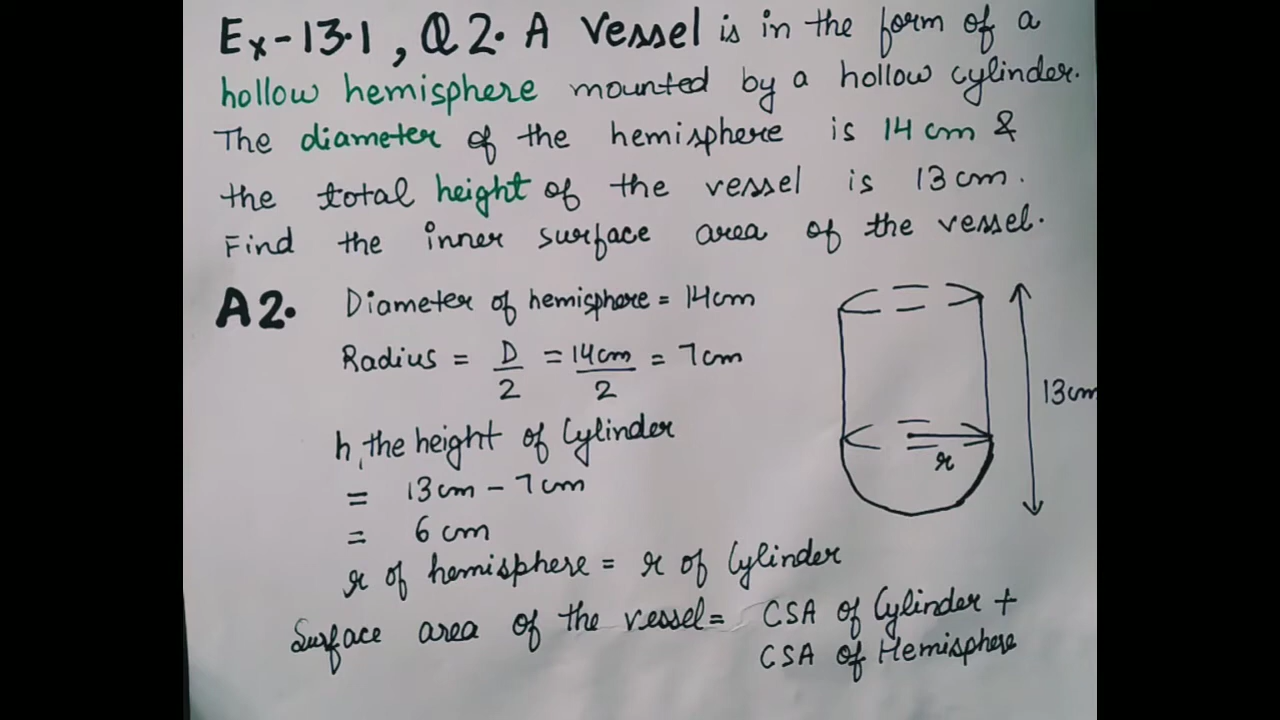 Ex-13.1, Q2. A Vessel is in the form of a
hollow hemisphere mounted by a hollow cylinder.
The diameter of the hemisphere is 14 cm &
the total height of the vessel is 13 cm.
Find the inner surface area of the vessel.
A2. Diameter of hemisphere = 14cm
Radius = D/2 = 14cm/2 = 7cm
h, the height of Cylinder
= 13cm - 7cm
= 6 cm
r of hemisphere = r of Cylinder
Surface area of the vessel = CSA of Cylinder +
CSA of Hemisphere
13cm
r